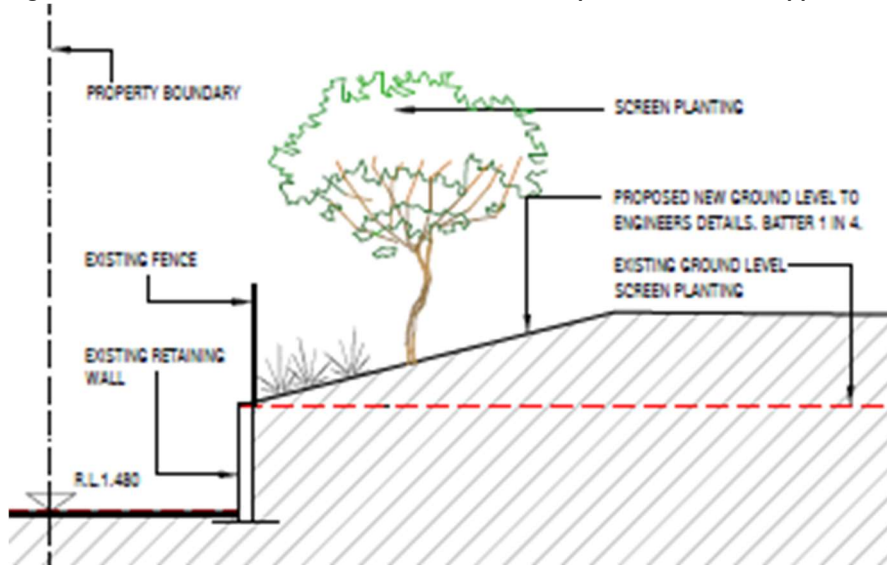 PROPERTY BOUNDARY
SCREEN PLANTING
PROPOSED NEW GROUND LEVEL TO
ENGINEERS DETAILS. BATTER 1 IN 4.
EXISTING FENCE
EXISTING GROUND LEVEL
SCREEN PLANTING
EXISTING RETAINING
WALL
R.L.1.480